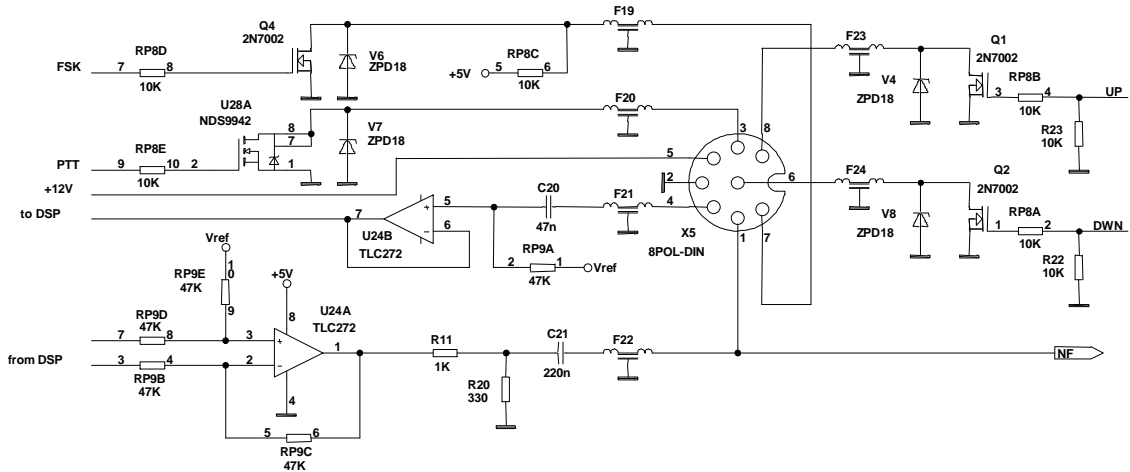 Q4
2N7002
F19
F23
Q1
2N7002
RP8D
FSK
7
8
10K
V6
ZPD18
RP8C
+5V
5
6
10K
V4
ZPD18
RP8B
3
4
UP
10K
U28A
NDS9942
F20
R23
10K
8
7
1
V7
ZPD18
RP8E
PTT
9
10
2
10K
+12V
3
8
5
2
6
4
1
7
X5
8POL-DIN
F24
Q2
2N7002
V8
ZPD18
RP8A
1
2
DWN
10K
R22
10K
to DSP
7
5
6
U24B
TLC272
C20
47n
F21
RP9A
2
1
47K
Vref
Vref
RP9E
47K
1
0
9
+5V
U24A
TLC272
8
RP9D
47K
7
8
3
from DSP
3
4
2
RP9B
47K
1
4
5
6
RP9C
47K
R11
1K
R20
330
C21
220n
F22
NF